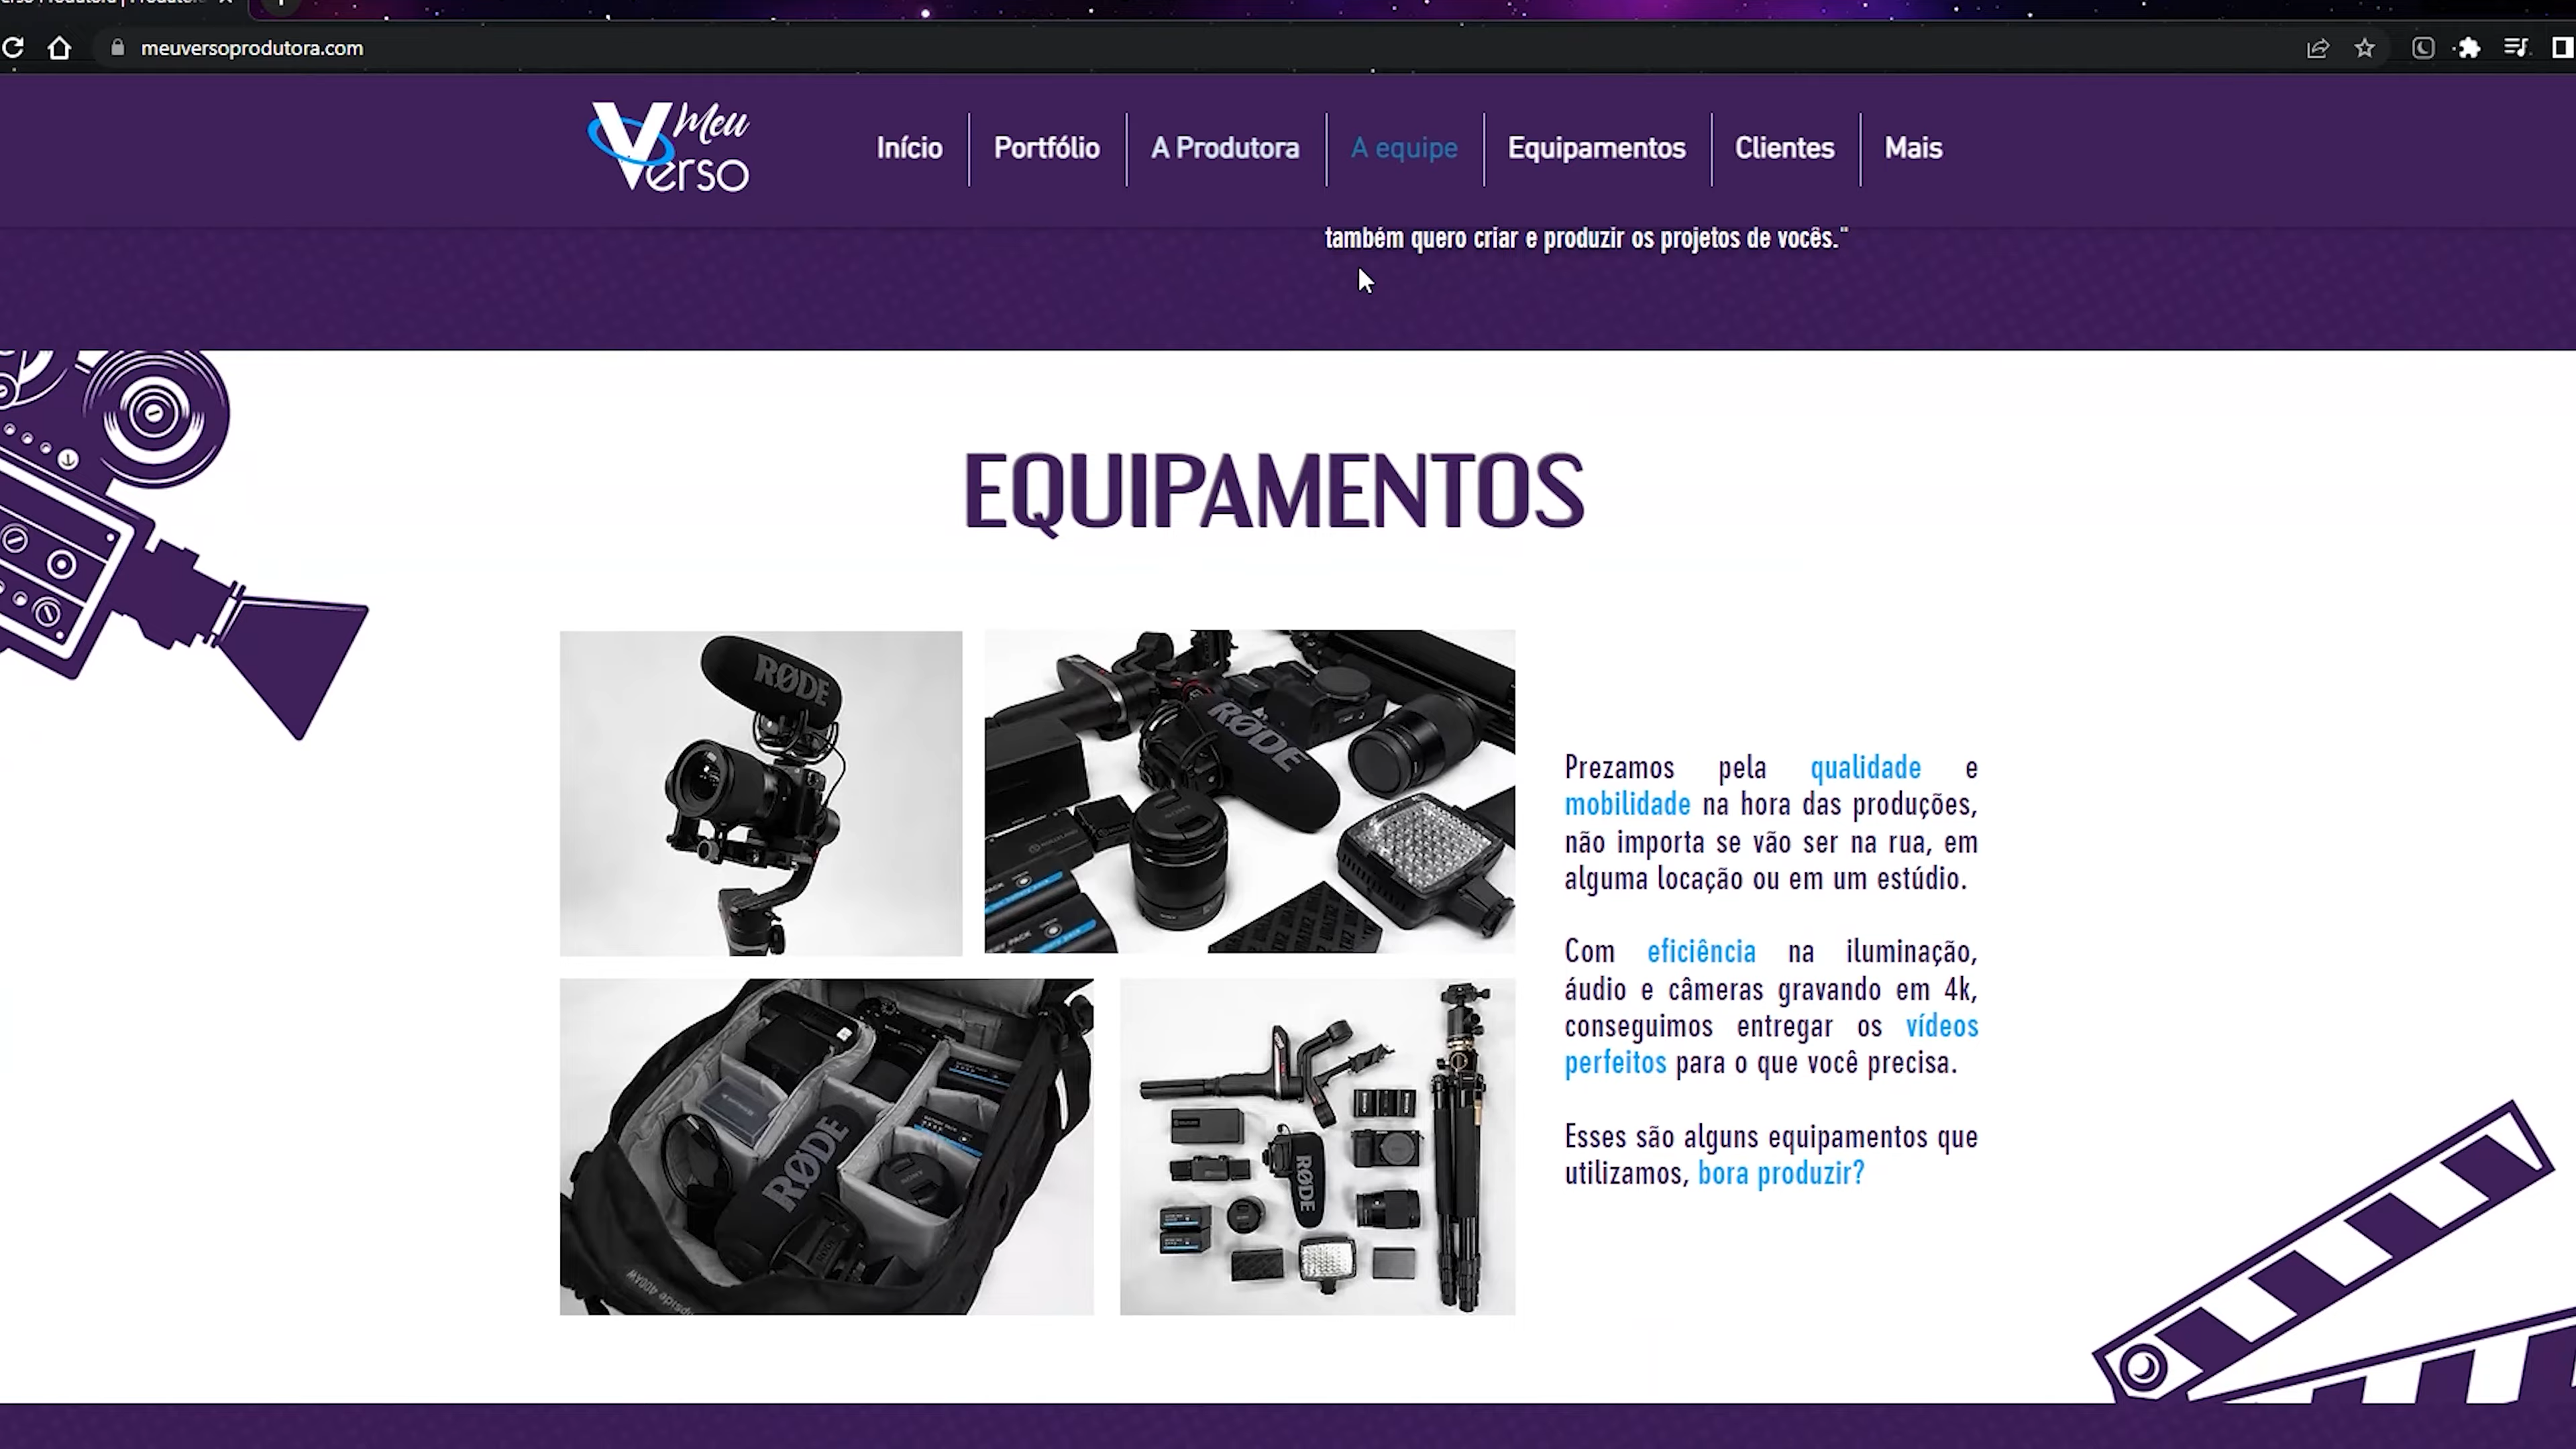 meuversoprodutora.com
Meu
Verso
Início
Portfólio
A Produtora
A equipe
Equipamentos
Clientes
Mais
também quero criar e produzir os projetos de vocês."
EQUIPAMENTOS
RØDE
RØDE
Prezamos pela qualidade e
mobilidade na hora das produções,
não importa se vão ser na rua, em
alguma locação ou em um estúdio.
Com eficiência na iluminação,
áudio e câmeras gravando em 4k,
conseguimos entregar os vídeos
perfeitos para o que você precisa.
Esses são alguns equipamentos que
utilizamos, bora produzir?
RØDE
RØDE